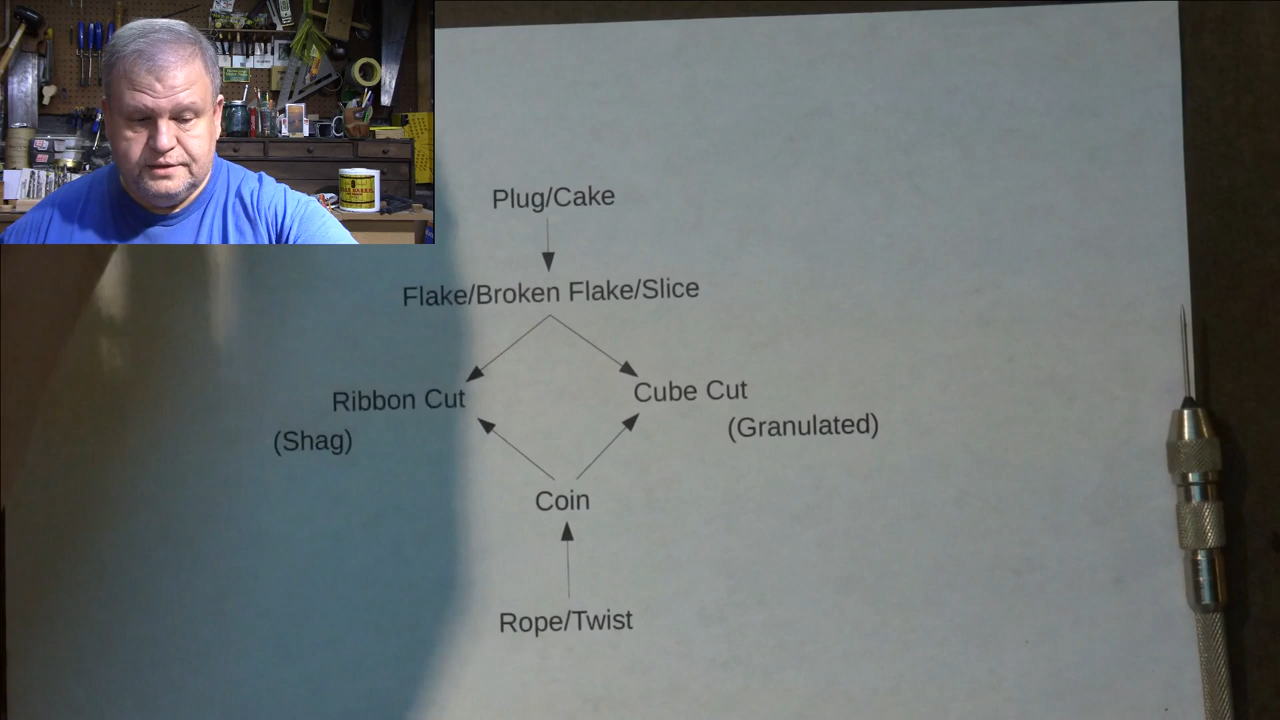 Plug/Cake
Flake/Broken Flake/Slice
Ribbon Cut
Cube Cut
(Shag)
(Granulated)
Coin
Rope/Twist